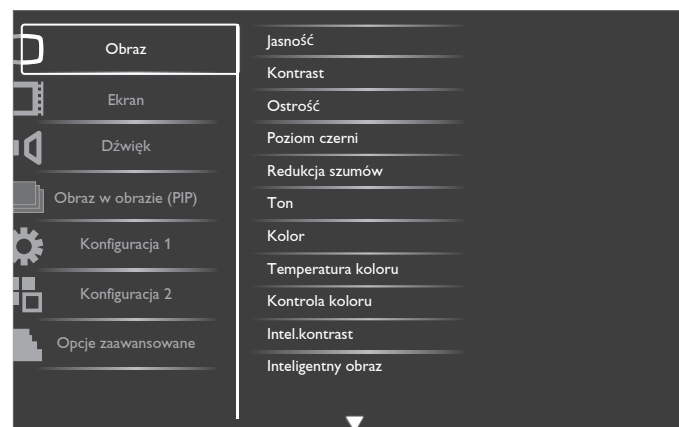 Obraz
Ekran
Dźwięk
Obraz w obrazie (PIP)
Konfiguracja 1
Konfiguracja 2
Opcje zaawansowane
Jasność
Kontrast
Ostrość
Poziom czerni
Redukcja szumów
Ton
Kolor
Temperatura koloru
Kontrola koloru
Intel.kontrast
Inteligentny obraz